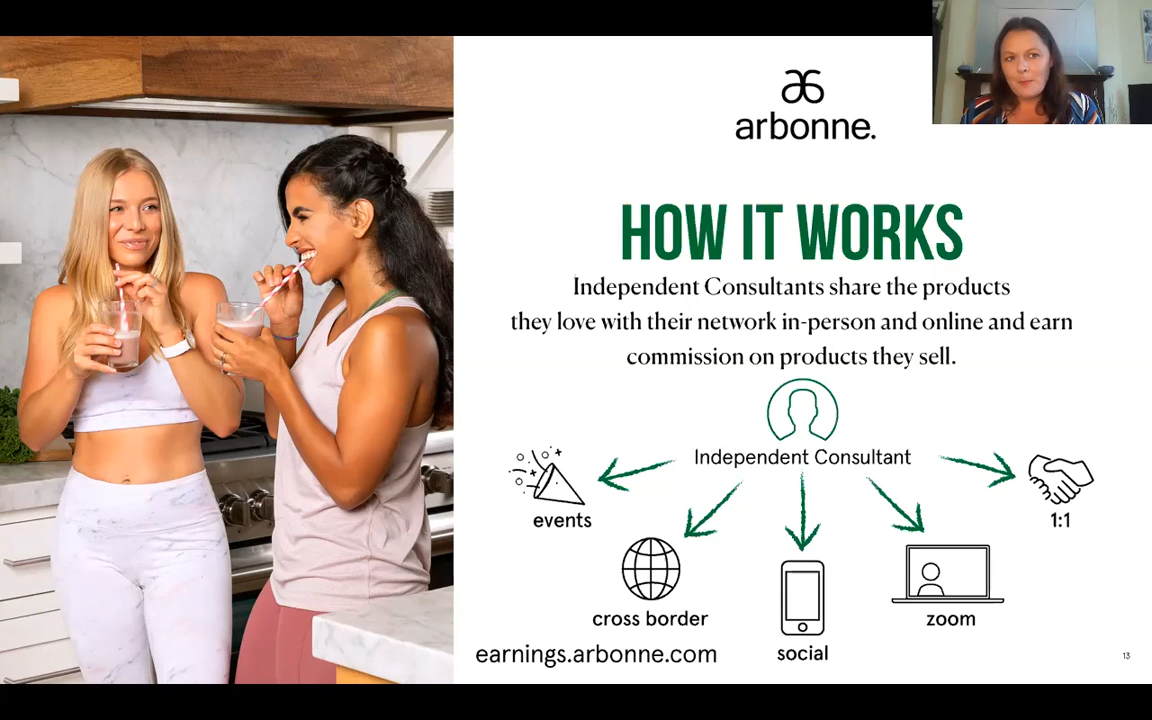 arbonne.
HOW IT WORKS
Independent Consultants share the products
they love with their network in-person and online and earn
commission on products they sell.
Independent Consultant
events
1:1
cross border
zoom
social
earnings.arbonne.com
13